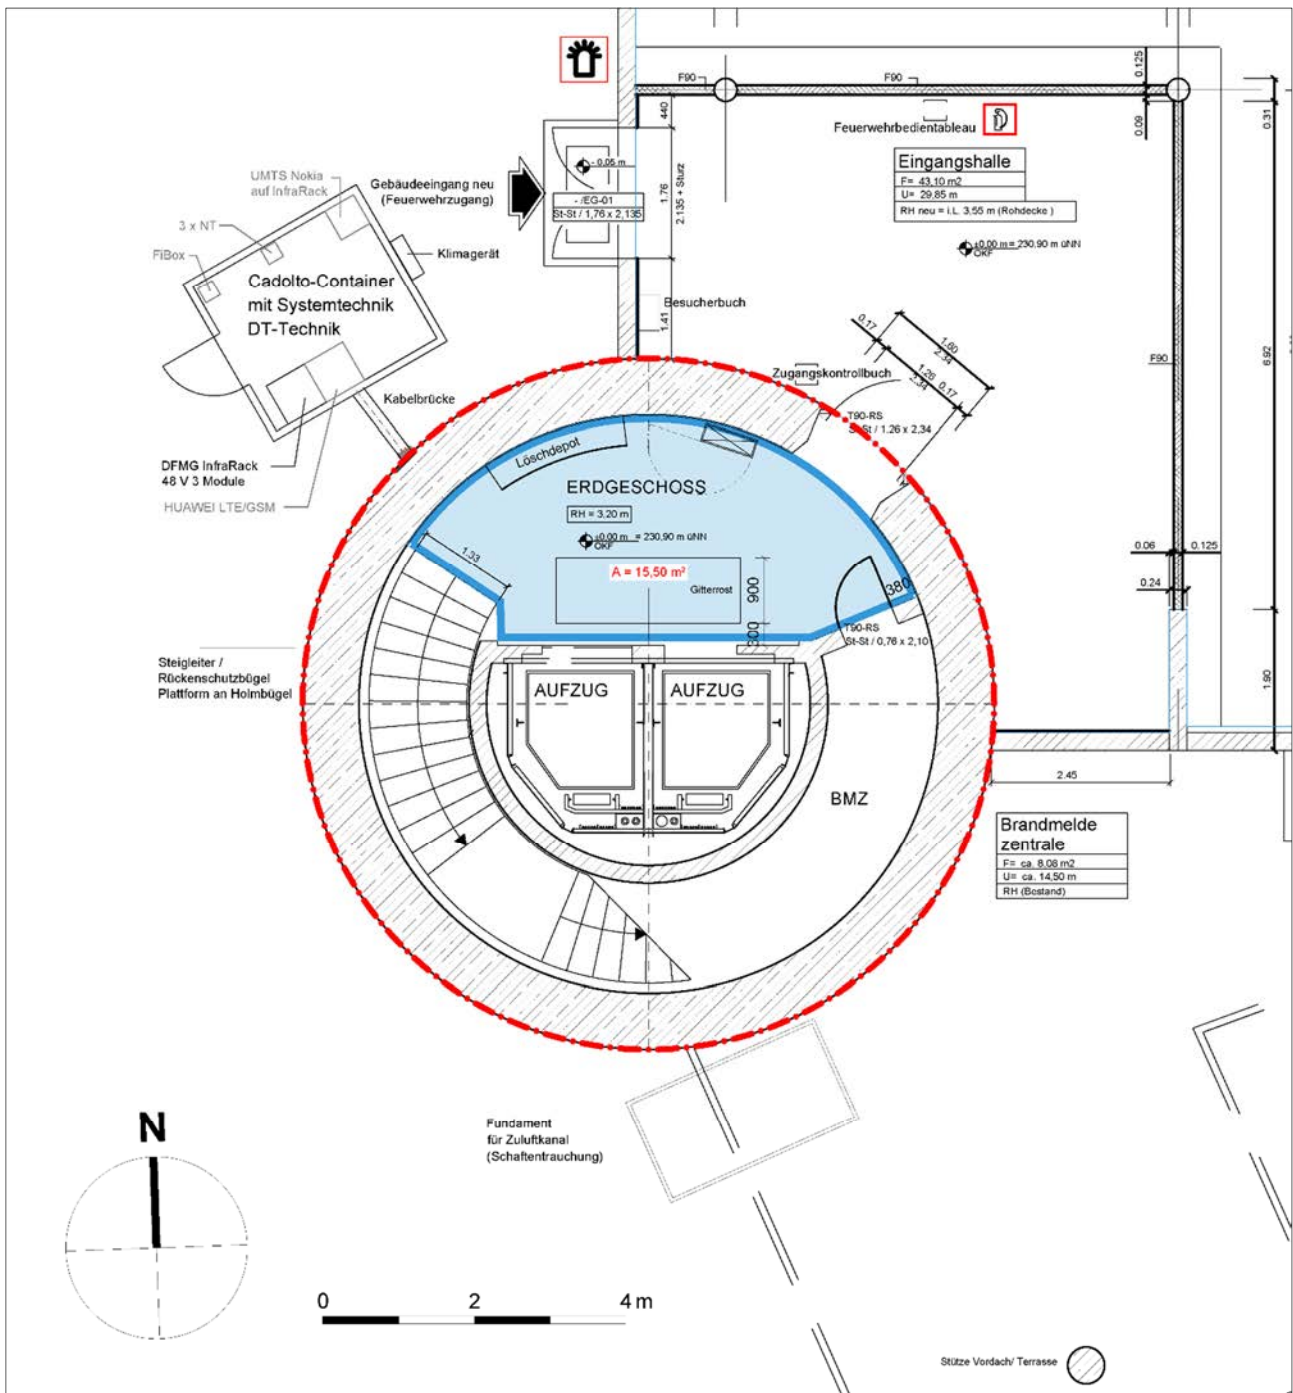 F90
F90
0.125
0.09
0.31
440
Feuerwehrbedientableau
Eingangshalle
F= 43,10 m2
U= 29,85 m
RH neu = i.L. 3,55 m (Rohdecke )
- 0,05 m
UMTS Nokia
auf InfraRack
Gebäudeeingang neu
(Feuerwehrzugang)
- /EG-01
St-St / 1,76 x 2,135
1.76
2.135 + Sturz
3 x NT
FiBox
Klimagerät
±0,00 m = 230,90 m üNN
OKF
Cadolto-Container
mit Systemtechnik
DT-Technik
Besucherbuch
1.41
0.17
1.60
2.34
1.26
2.34
0.17
F90
6.92
Zugangskontrollbuch
Kabelbrücke
T90-RS
St-St / 1.26 x 2,34
Löschdepot
DFMG InfraRack
48 V 3 Module
ERDGESCHOSS
HUAWEI LTE/GSM
RH = 3.20 m
±0,00 m = 230,90 m üNN
OKF
1.33
0.06
0.125
A = 15,50 m²
Gitterrost
900
380
0.24
300
T90-RS
St-St / 0,76 x 2,10
Steigleiter /
Rückenschutzbügel
Plattform an Holmbügel
AUFZUG
AUFZUG
1.90
2.45
BMZ
Brandmelde
zentrale
F= ca. 8,08 m2
U= ca. 14,50 m
RH (Bestand)
N
Fundament
für Zuluftkanal
(Schaftentrauchung)
0
2
4 m
Stütze Vordach/ Terrasse